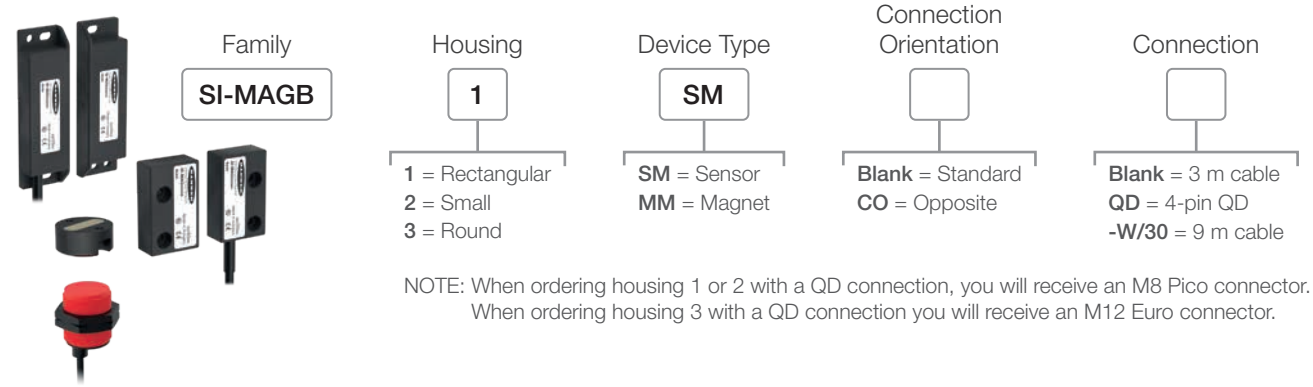 Family
Housing
Device Type
Connection
Orientation
Connection
SI-MAGB
1
SM
1 = Rectangular
2 = Small
3 = Round
SM = Sensor
MM = Magnet
Blank = Standard
CO = Opposite
Blank = 3 m cable
QD = 4-pin QD
-W/30 = 9 m cable
NOTE: When ordering housing 1 or 2 with a QD connection, you will receive an M8 Pico connector.
When ordering housing 3 with a QD connection you will receive an M12 Euro connector.